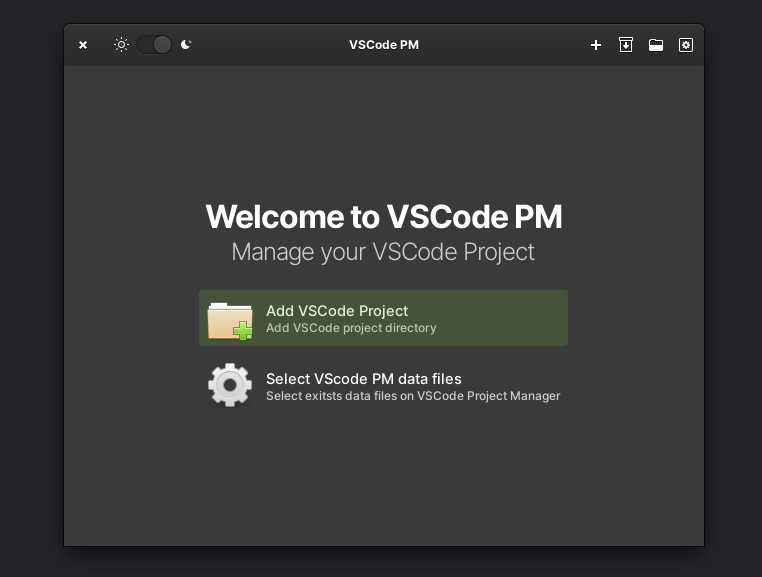 VSCode PM
Welcome to VSCode PM
Manage your VSCode Project
Add VSCode Project
Add VSCode project directory
Select VScode PM data files
Select exitsts data files on VSCode Project Manager